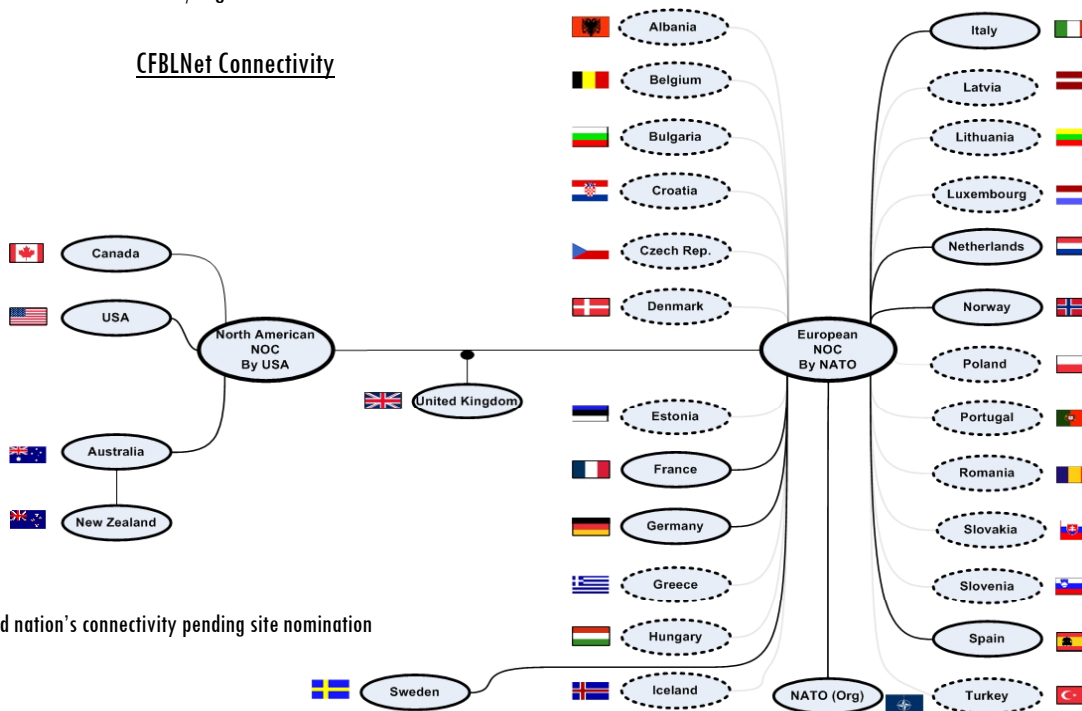 CFBLNet Connectivity
Albania
Belgium
Bulgaria
Croatia
Czech Rep.
Denmark
Italy
Latvia
Lithuania
Luxembourg
Netherlands
Norway
Canada
USA
North American
NOC
By USA
European
NOC
By NATO
United Kingdom
Australia
New Zealand
Estonia
France
Germany
Greece
Hungary
Iceland
Poland
Portugal
Romania
Slovakia
Slovenia
Spain
Turkey
nation's connectivity pending site nomination
Sweden
NATO (Org)